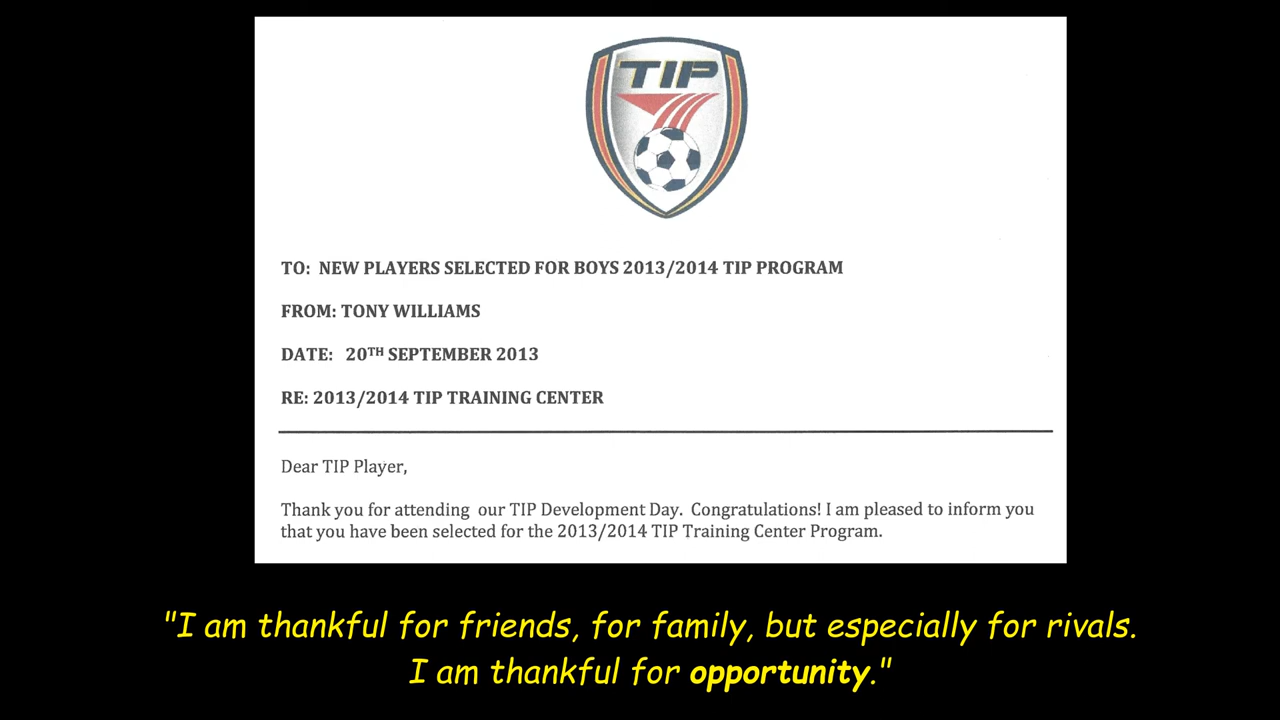 TIP
TO: NEW PLAYERS SELECTED FOR BOYS 2013/2014 TIP PROGRAM
FROM: TONY WILLIAMS
DATE: 20TH SEPTEMBER 2013
RE: 2013/2014 TIP TRAINING CENTER
Dear TIP Player,
Thank you for attending our TIP Development Day. Congratulations! I am pleased to inform you
that you have been selected for the 2013/2014 TIP Training Center Program.
"I am thankful for friends, for family, but especially for rivals.
I am thankful for opportunity."